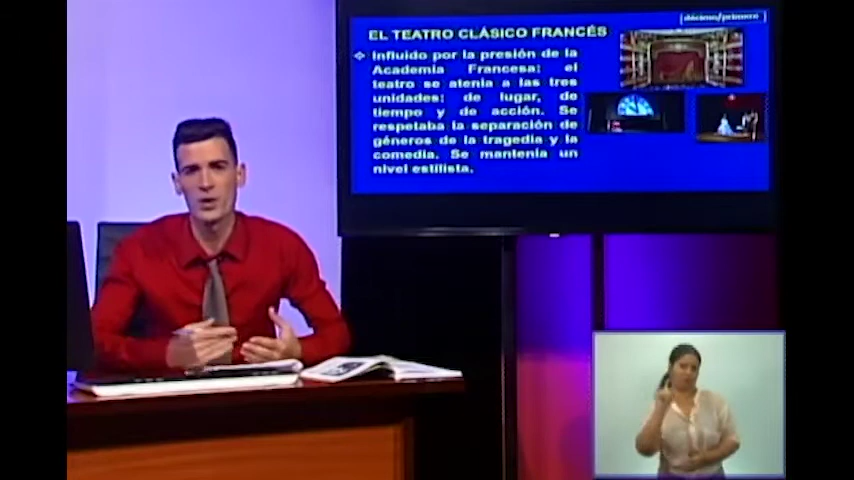 décimo/primero
EL TEATRO CLÁSICO FRANCÉS
Influido por la presión de la
Academia Francesa: el
teatro se atenía a las tres
unidades: de lugar, de
tiempo y de acción. Se
respetaba la separación de
géneros de la tragedia y la
comedia. Se mantenía un
nivel estilista.